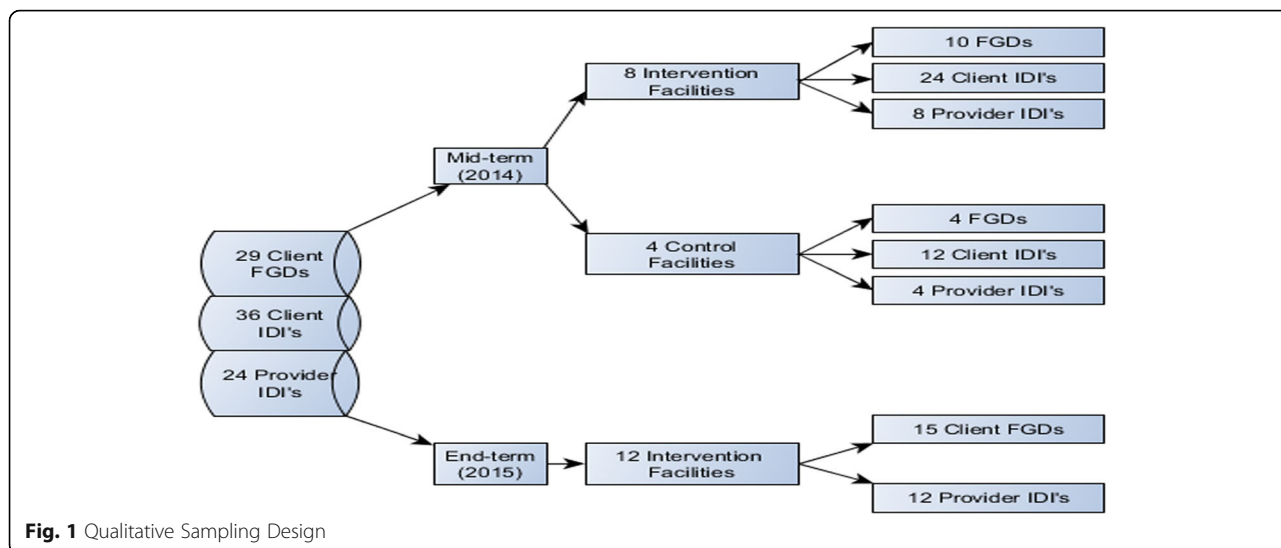 10 FGDs
8 Intervention
Facilities
24 Client IDI's
8 Provider IDI's
Mid-term
(2014)
4 FGDs
29 Client
FGDs
4 Control
Facilities
12 Client IDI's
4 Provider IDI's
36 Client
IDI's
24 Provider
IDI's
15 Client FGDs
End-term
(2015)
12 Intervention
Facilities
12 Provider IDI's
Fig. 1 Qualitative Sampling Design